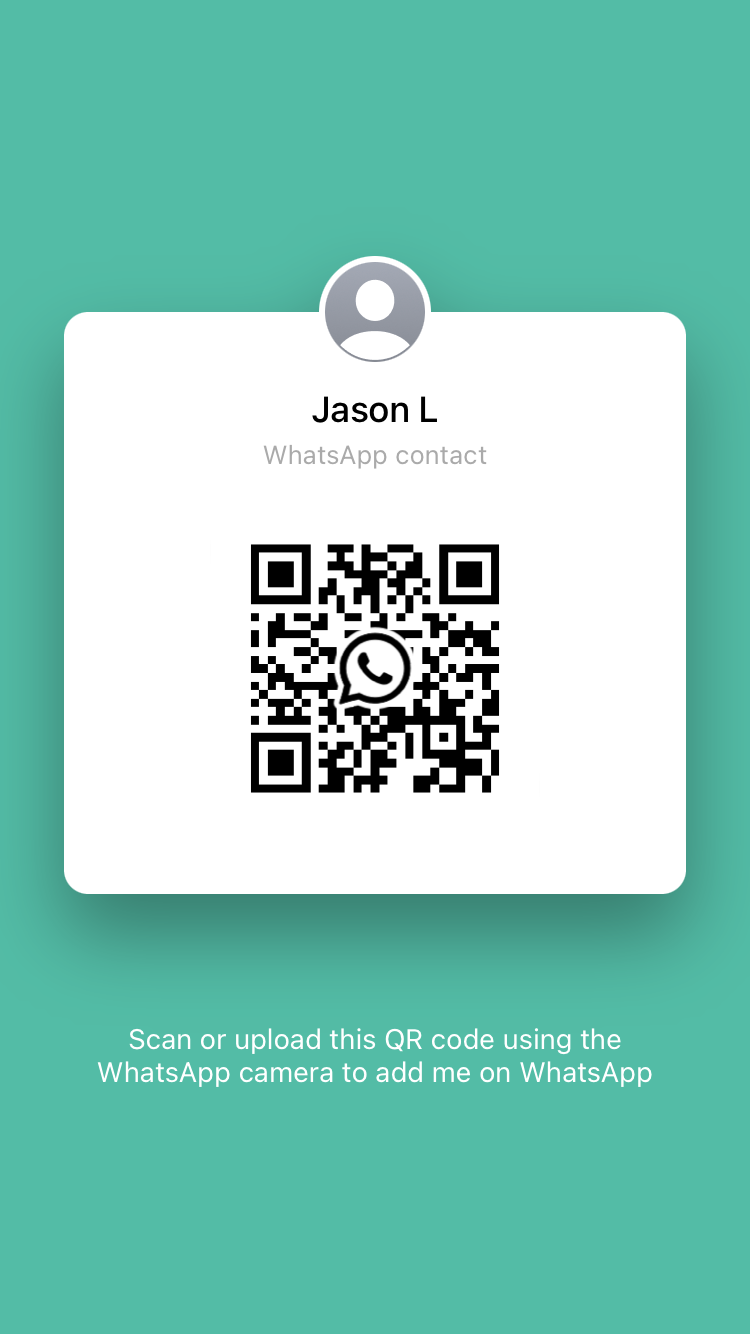 Jason L
WhatsApp contact
Scan or upload this QR code using the
WhatsApp camera to add me on WhatsApp